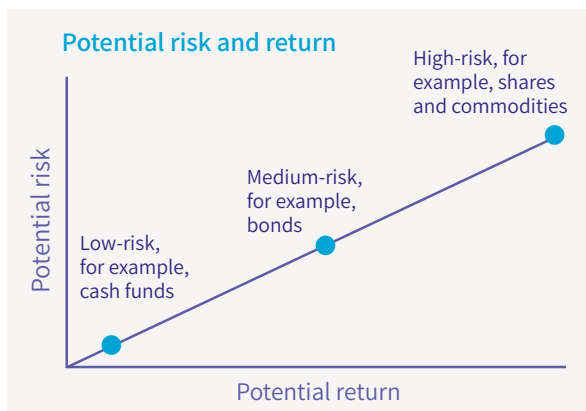 Potential risk and return
High-risk, for
example, shares
and commodities
Medium-risk,
for example,
bonds
Low-risk,
for example,
cash funds
Potential risk
Potential return